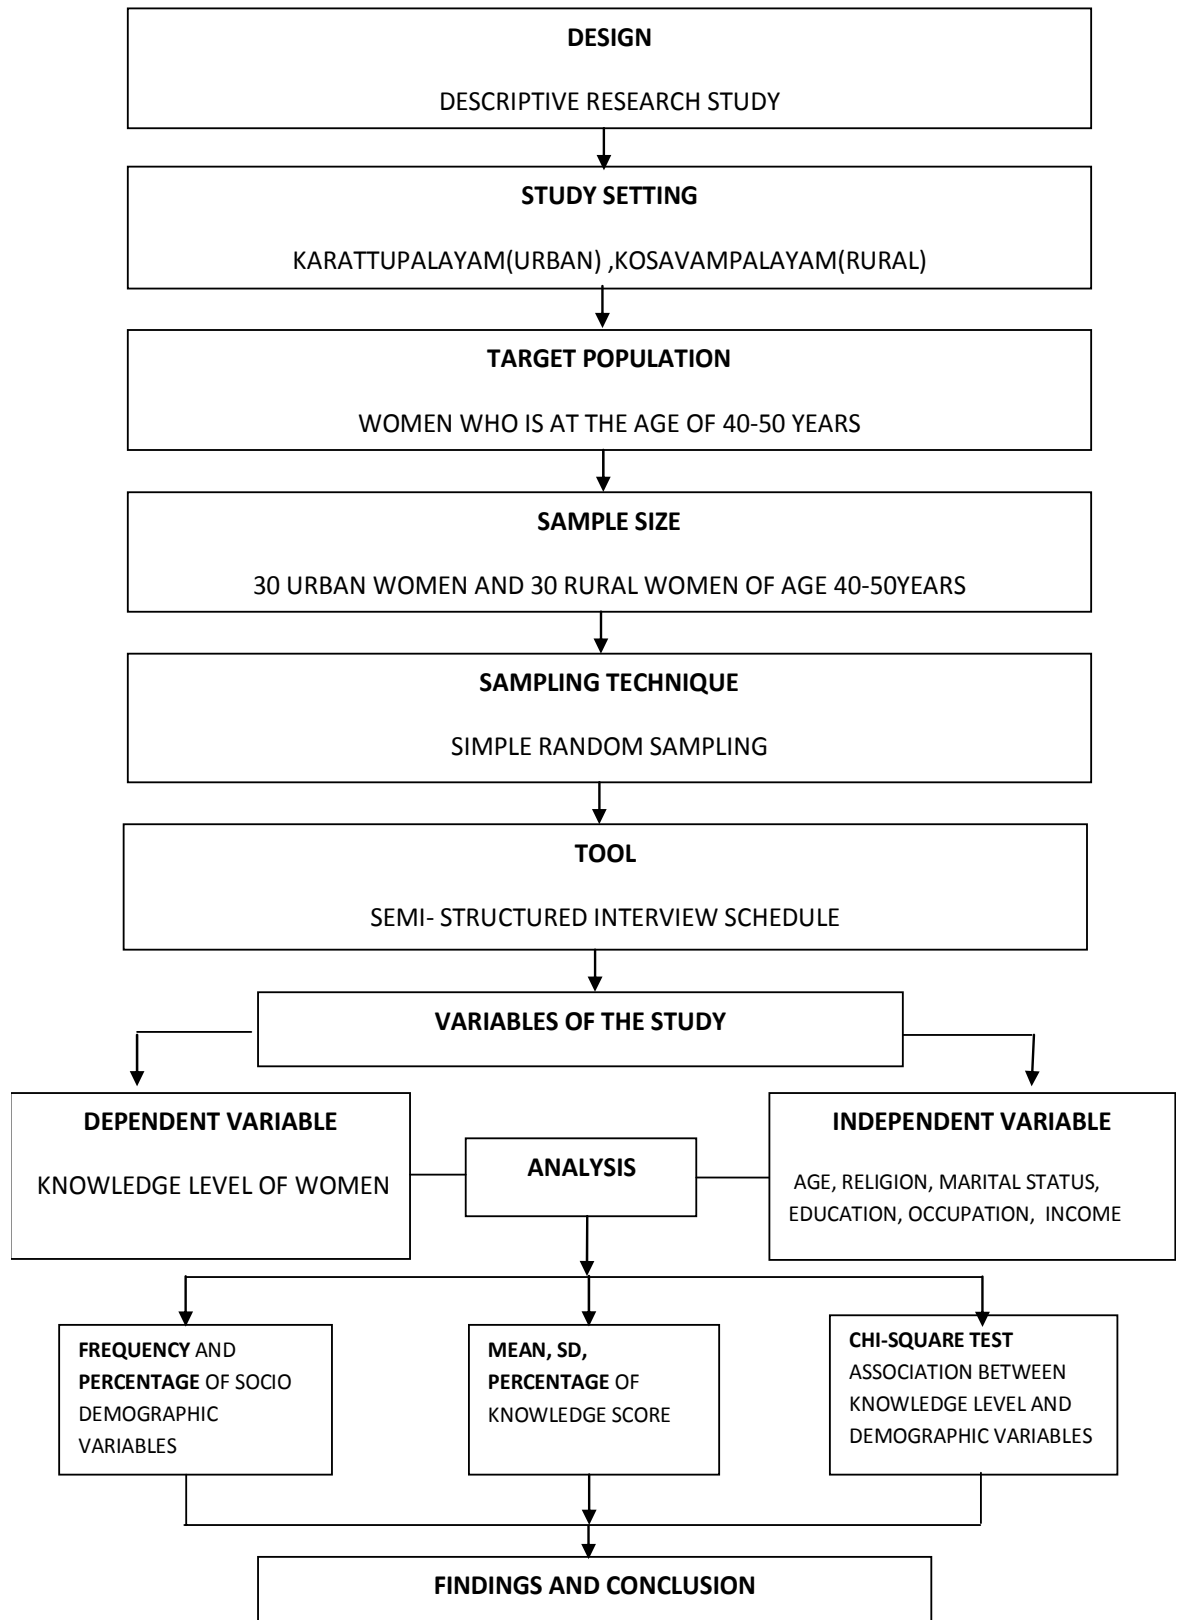 DESIGN
DESCRIPTIVE RESEARCH STUDY
STUDY SETTING
KARATTUPALAYAM(URBAN) ,KOSAVAMPALAYAM(RURAL)
TARGET POPULATION
WOMEN WHO IS AT THE AGE OF 40-50 YEARS
SAMPLE SIZE
30 URBAN WOMEN AND 30 RURAL WOMEN OF AGE 40-50YEARS
SAMPLING TECHNIQUE
SIMPLE RANDOM SAMPLING
TOOL
SEMI- STRUCTURED INTERVIEW SCHEDULE
VARIABLES OF THE STUDY
DEPENDENT VARIABLE
KNOWLEDGE LEVEL OF WOMEN
ANALYSIS
INDEPENDENT VARIABLE
AGE, RELIGION, MARITAL STATUS,
EDUCATION, OCCUPATION, INCOME
FREQUENCY AND
PERCENTAGE OF SOCIO
DEMOGRAPHIC
VARIABLES
MEAN, SD,
PERCENTAGE OF
KNOWLEDGE SCORE
CHI-SQUARE TEST
ASSOCIATION BETWEEN
KNOWLEDGE LEVEL AND
DEMOGRAPHIC VARIABLES
FINDINGS AND CONCLUSION